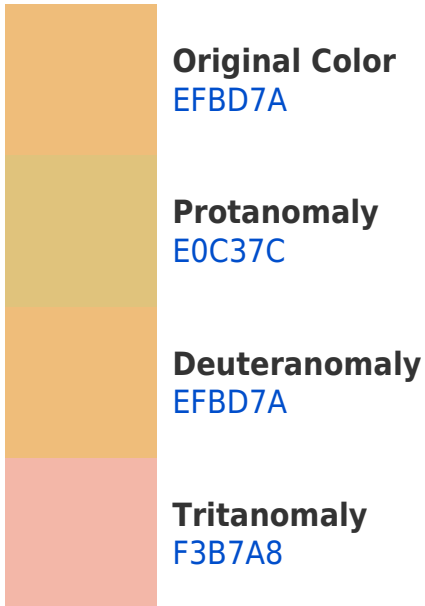 Original Color
EFBD7A
Protanomaly
E0C37C
Deuteranomaly
EFBD7A
Tritanomaly
F3B7A8